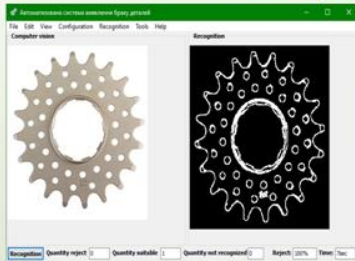 Автоматизована система виявлення браку деталей
File Edit View Configuration Recognition Tools Help
Computer vision Recognition
Recognition Quantity reject 0 Quantity suitable 1 Quantity not recognized 0 Reject: 100% Time: 7sec